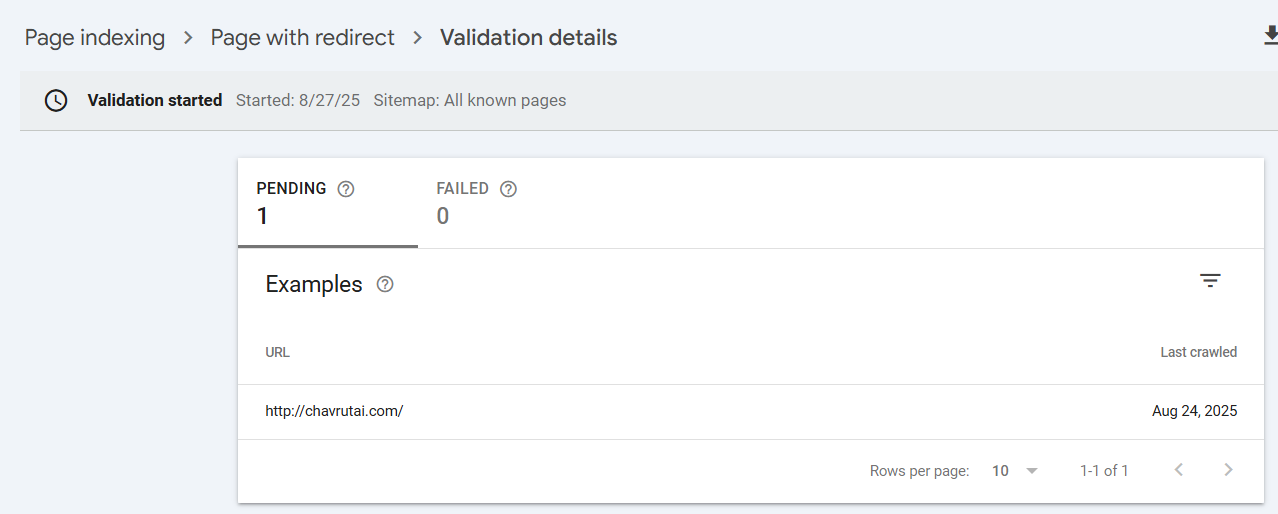 Page indexing > Page with redirect > Validation details
Validation started Started: 8/27/25 Sitemap: All known pages
PENDING ? FAILED ?
1 0
Examples ?
URL Last crawled
http://chavrutai.com/ Aug 24, 2025
Rows per page: 10 1-1 of 1 < >